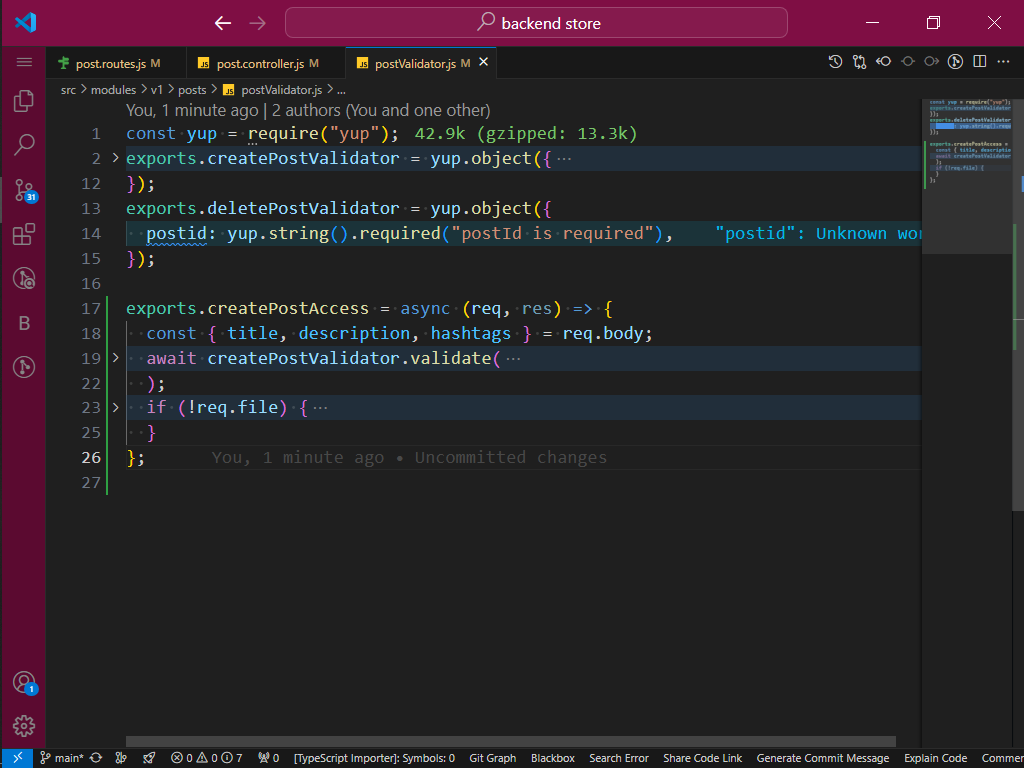 backend store
post.routes.js M
post.controller.js M
postValidator.js M
src > modules > v1 > posts > JS postValidator.js > ...
You, 1 minute ago | 2 authors (You and one other)
1 const yup = require("yup"); 42.9k (gzipped: 13.3k)
2 exports.createPostValidator = yup.object({ ...
12 });
13 exports.deletePostValidator = yup.object({
14 postid: yup.string().required("postId is required"), "postid": Unknown wor
15 });
16
17 exports.createPostAccess = async (req, res) => {
18 const { title, description, hashtags } = req.body;
19 await createPostValidator.validate( ...
22 );
23 if (!req.file) { ...
25 }
26 }; You, 1 minute ago • Uncommitted changes
27
31
B
1
main* 0 0 7 0 [TypeScript Importer]: Symbols: 0 Git Graph Blackbox Search Error Share Code Link Generate Commit Message Explain Code Commen